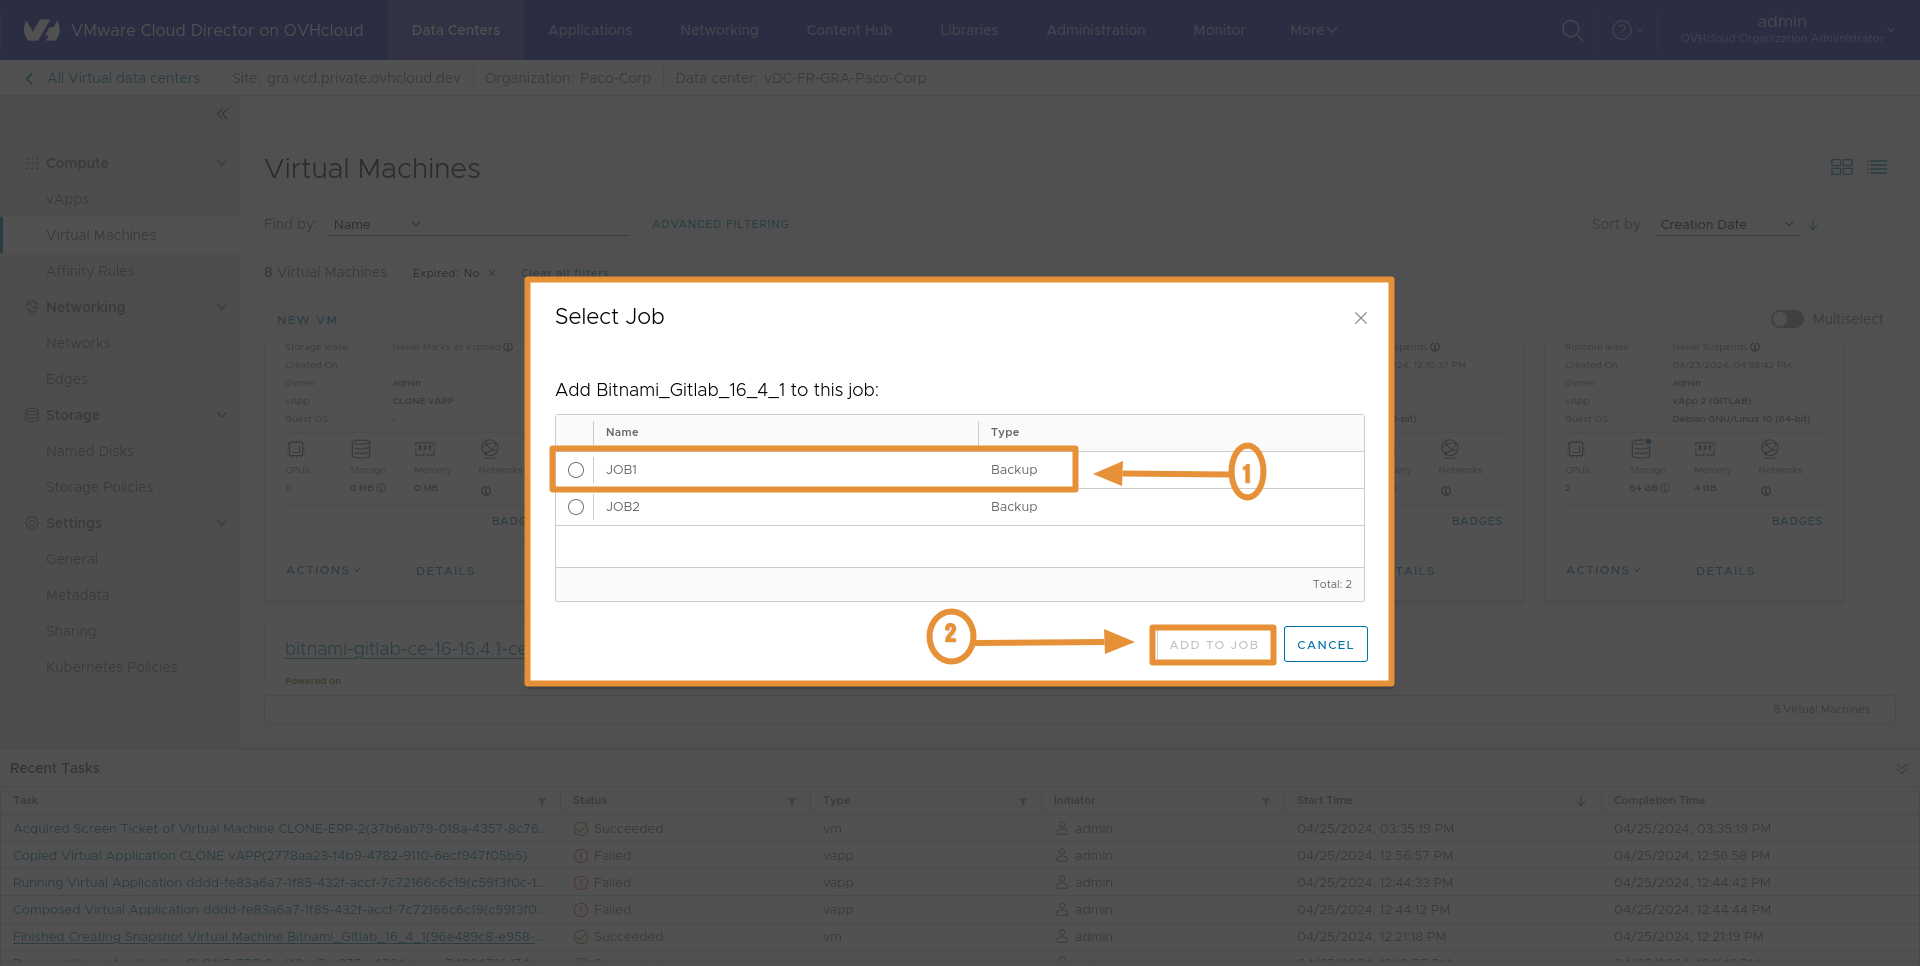 VMware Cloud Director on OVHcloud
Data Centers
Applications
Networking
Content Hub
Libraries
Administration
Monitor
More
admin
OVHcloud Organization Administrator
All Virtual data centers
Site: gra.vcd.private.ovhcloud.dev
Organization: Paco-Corp
Data center: vDC-FR-GRA-Paco-Corp
Compute
vApps
Virtual Machines
Affinity Rules
Networking
Networks
Edges
Storage
Named Disks
Storage Policies
Settings
General
Metadata
Sharing
Kubernetes Policies
Virtual Machines
Find by: Name
ADVANCED FILTERING
Sort by: Creation Date
8 Virtual Machines
Expired: No ×
Clear all filters
NEW VM
Multiselect
Storage lease Never Marks as expired
Created On -
Owner admin
vApp CLONE vAPP
Guest OS -
CPUs Storage Memory Networks
0 0 MB 0 MB
ACTIONS DETAILS
Select Job
Add Bitnami_Gitlab_16_4_1 to this job:
Name Type
JOB1 Backup
1
JOB2 Backup
Total: 2
2
ADD TO JOB
CANCEL
12:10:37 PM
Networks
BADGES
Runtime lease Never Suspends
Created On 04/23/2024, 04:58:42 PM
Owner admin
vApp vApp 2 (GITLAB)
Guest OS Debian GNU/Linux 10 (64-bit)
CPUs Storage Memory Networks
2 54 GB 4 GB
BADGES
ACTIONS DETAILS
bitnami-gitlab-ce-16-16.4.1-ce
Powered on
8 Virtual Machines
Recent Tasks
Task Status Type Initiator Start Time Completion Time
Acquired Screen Ticket of Virtual Machine CLONE-ERP-2(37b6ab79-018a-4357-8c76... Succeeded vm admin 04/25/2024, 03:35:19 PM 04/25/2024, 03:35:19 PM
Copied Virtual Application CLONE vAPP(2778aa23-f4b9-4782-9110-6ecf947f05b5) Failed vapp admin 04/25/2024, 12:56:57 PM 04/25/2024, 12:56:58 PM
Running Virtual Application dddd-fe83a6a7-1f85-432f-accf-7c72166c6c19(c59f3f0c-1... Failed vapp admin 04/25/2024, 12:44:33 PM 04/25/2024, 12:44:42 PM
Composed Virtual Application dddd-fe83a6a7-1f85-432f-accf-7c72166c6c19(c59f3f0... Failed vapp admin 04/25/2024, 12:44:12 PM 04/25/2024, 12:44:44 PM
Finished Creating Snapshot Virtual Machine Bitnami_Gitlab_16_4_1(96e489c8-e958-... Succeeded vm admin 04/25/2024, 12:21:18 PM 04/25/2024, 12:21:19 PM